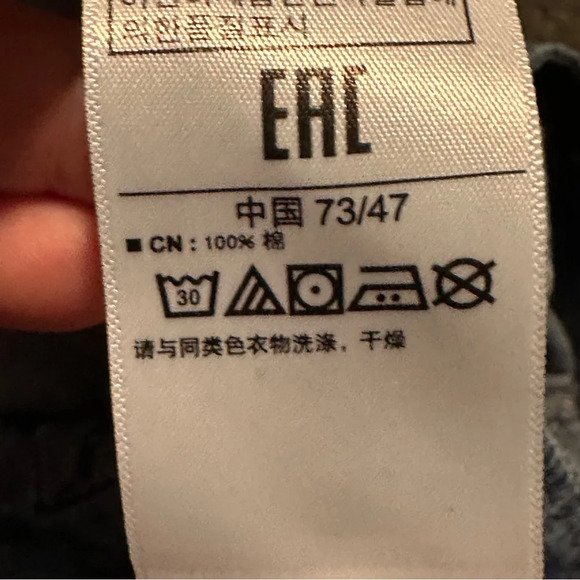 의한품질표시
EAC
中国 73/47
■ CN : 100% 棉
30
请与同类色衣物洗涤，干燥